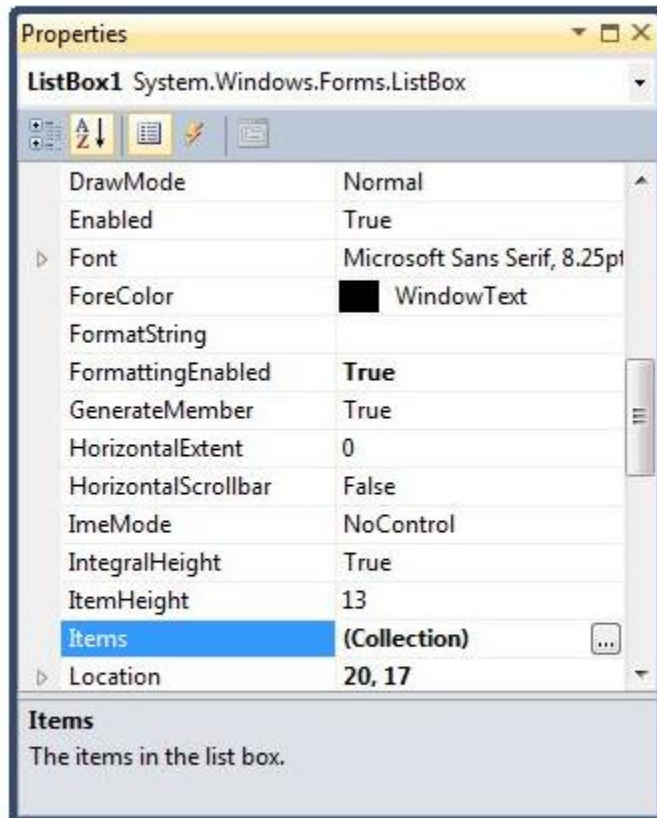 Properties
ListBox1 System.Windows.Forms.ListBox
A
Z
DrawMode Normal
Enabled True
Font Microsoft Sans Serif, 8.25pt
ForeColor WindowText
FormatString
FormattingEnabled True
GenerateMember True
HorizontalExtent 0
HorizontalScrollbar False
ImeMode NoControl
IntegralHeight True
ItemHeight 13
Items (Collection) ...
Location 20, 17
Items
The items in the list box.